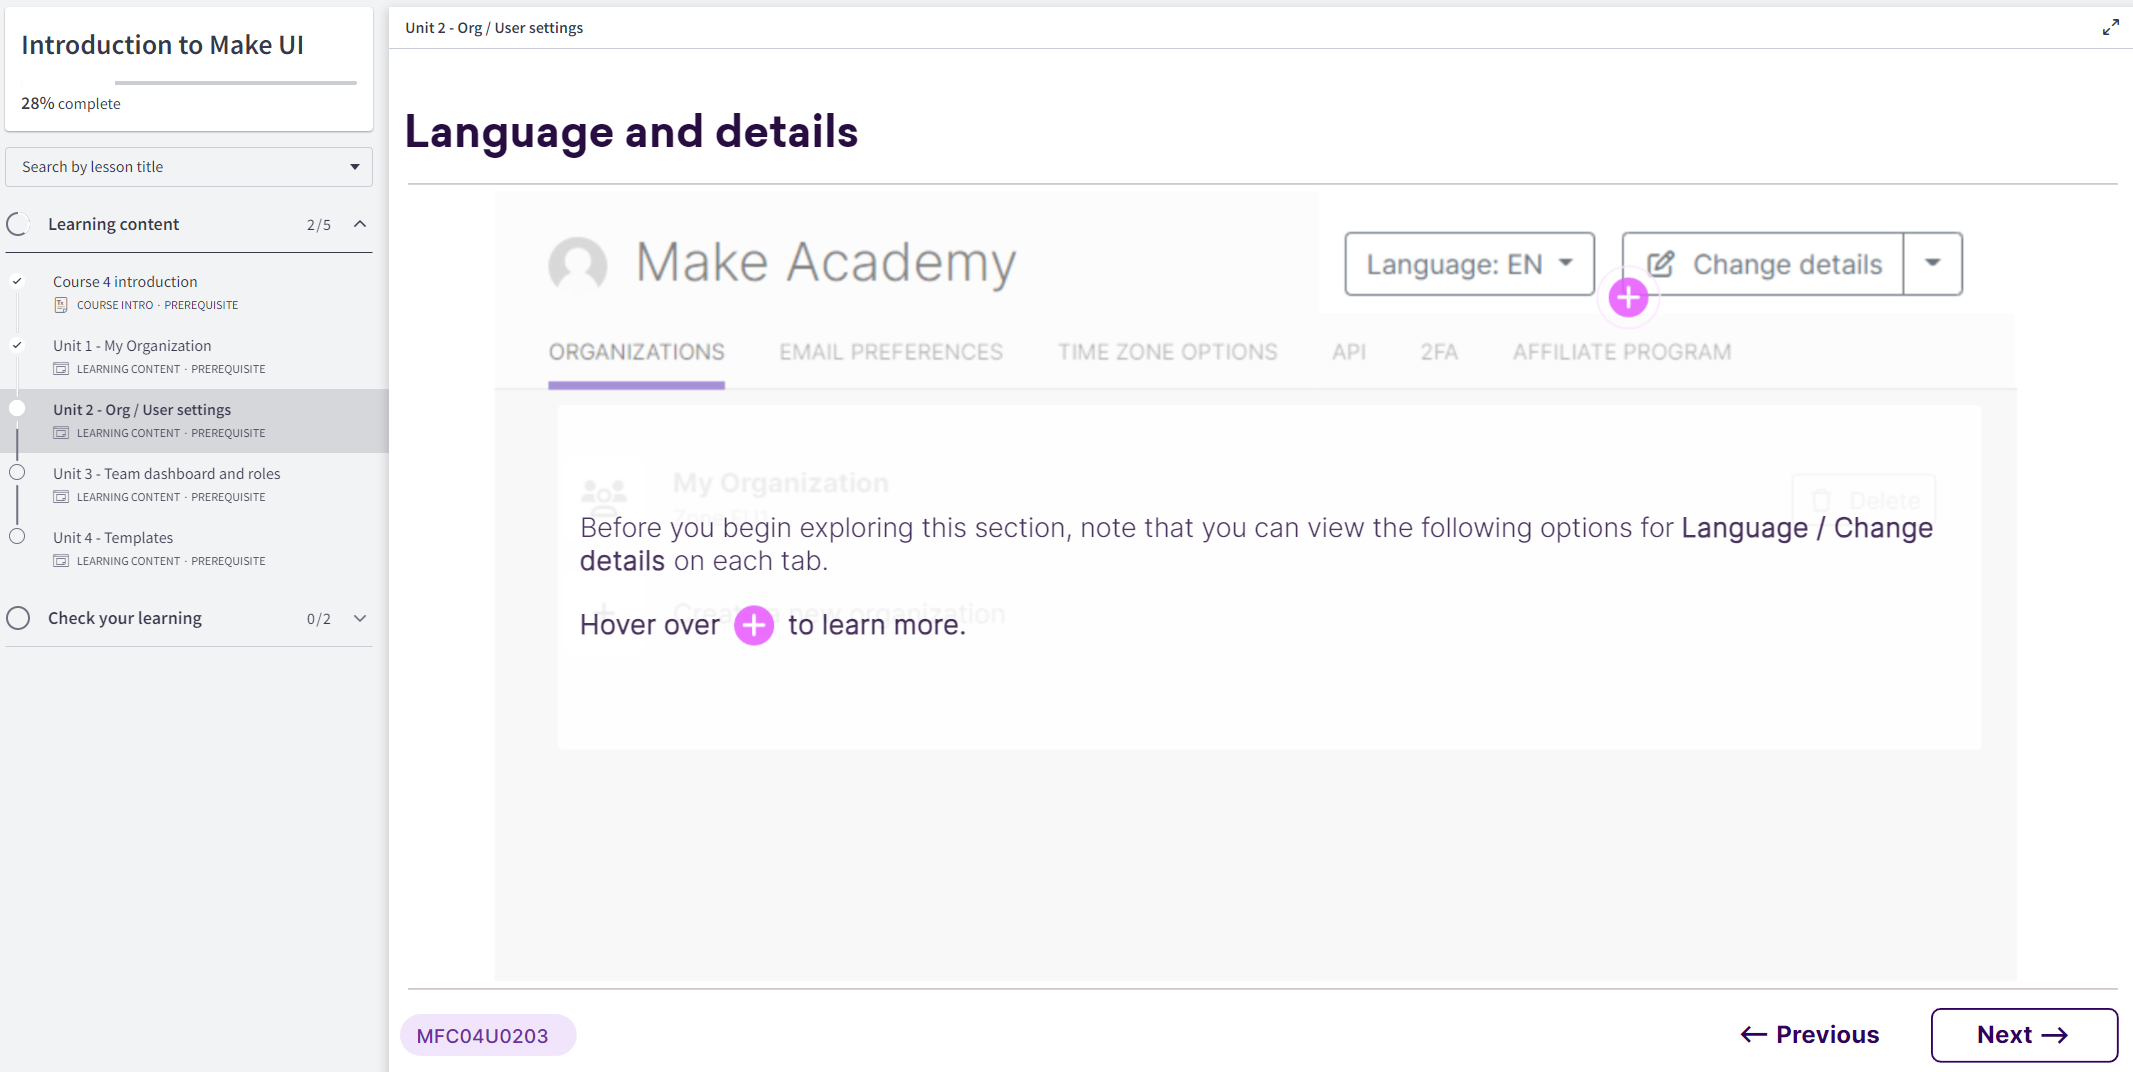 Introduction to Make UI
28% complete
Search by lesson title
Learning content 2/5
Course 4 introduction
COURSE INTRO · PREREQUISITE
Unit 1 - My Organization
LEARNING CONTENT · PREREQUISITE
Unit 2 - Org / User settings
LEARNING CONTENT · PREREQUISITE
Unit 3 - Team dashboard and roles
LEARNING CONTENT · PREREQUISITE
Unit 4 - Templates
LEARNING CONTENT · PREREQUISITE
Check your learning 0/2
Unit 2 - Org / User settings
Language and details
Make Academy
Language: EN
Change details
ORGANIZATIONS EMAIL PREFERENCES TIME ZONE OPTIONS API 2FA AFFILIATE PROGRAM
My Organization
Delete
Before you begin exploring this section, note that you can view the following options for Language / Change
details on each tab.
Create a new organization
Hover over + to learn more.
MFC04U0203
← Previous
Next →